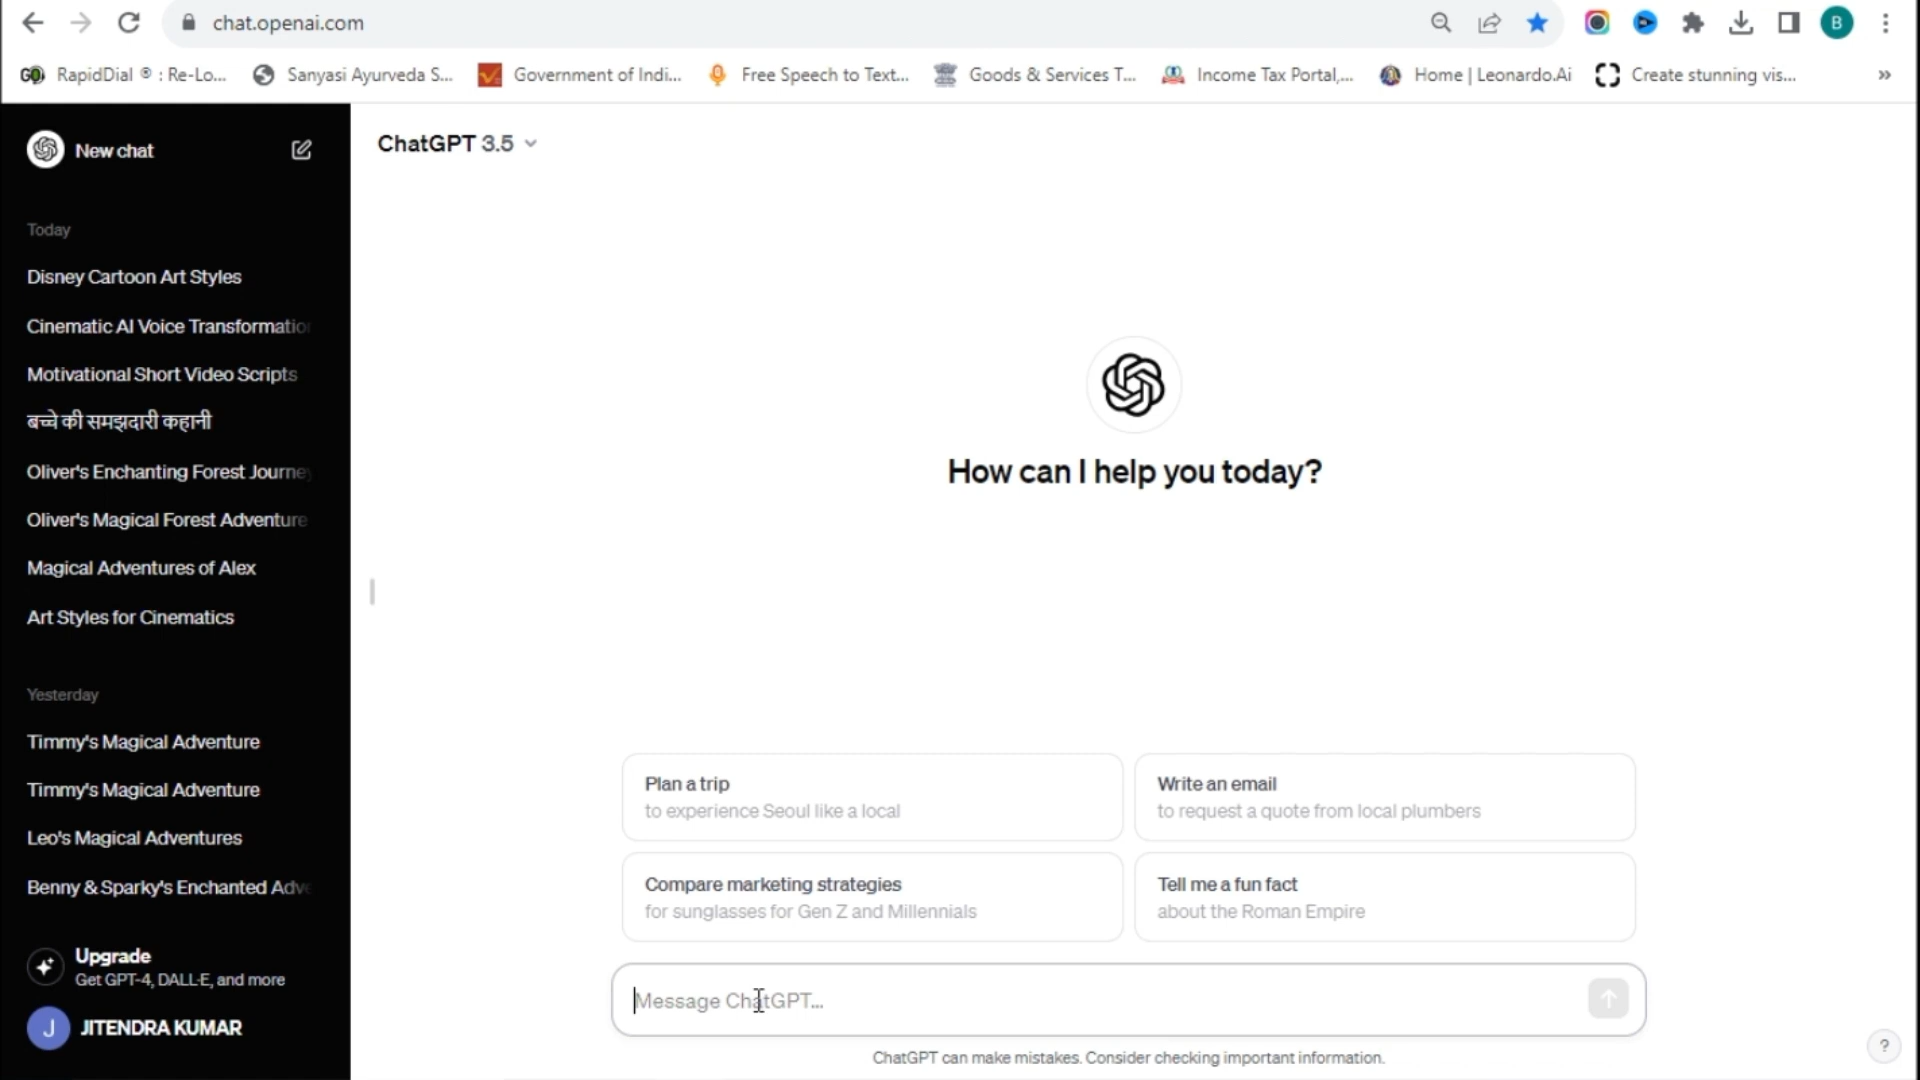 chat.openai.com
RapidDial ® : Re-Lo...
Sanyasi Ayurveda S...
Government of Indi...
Free Speech to Text...
Goods & Services T...
Income Tax Portal,...
Home | Leonardo.Ai
Create stunning vis...
»
B
New chat
ChatGPT 3.5
Today
Disney Cartoon Art Styles
Cinematic AI Voice Transformatio
Motivational Short Video Scripts
बच्चे की समझदारी कहानी
Oliver's Enchanting Forest Journey
Oliver's Magical Forest Adventure
Magical Adventures of Alex
Art Styles for Cinematics
Yesterday
Timmy's Magical Adventure
Timmy's Magical Adventure
Leo's Magical Adventures
Benny & Sparky's Enchanted Adve
Upgrade
Get GPT-4, DALL·E, and more
J
JITENDRA KUMAR
How can I help you today?
Plan a trip
to experience Seoul like a local
Write an email
to request a quote from local plumbers
Compare marketing strategies
for sunglasses for Gen Z and Millennials
Tell me a fun fact
about the Roman Empire
Message ChatGPT...
ChatGPT can make mistakes. Consider checking important information.
?